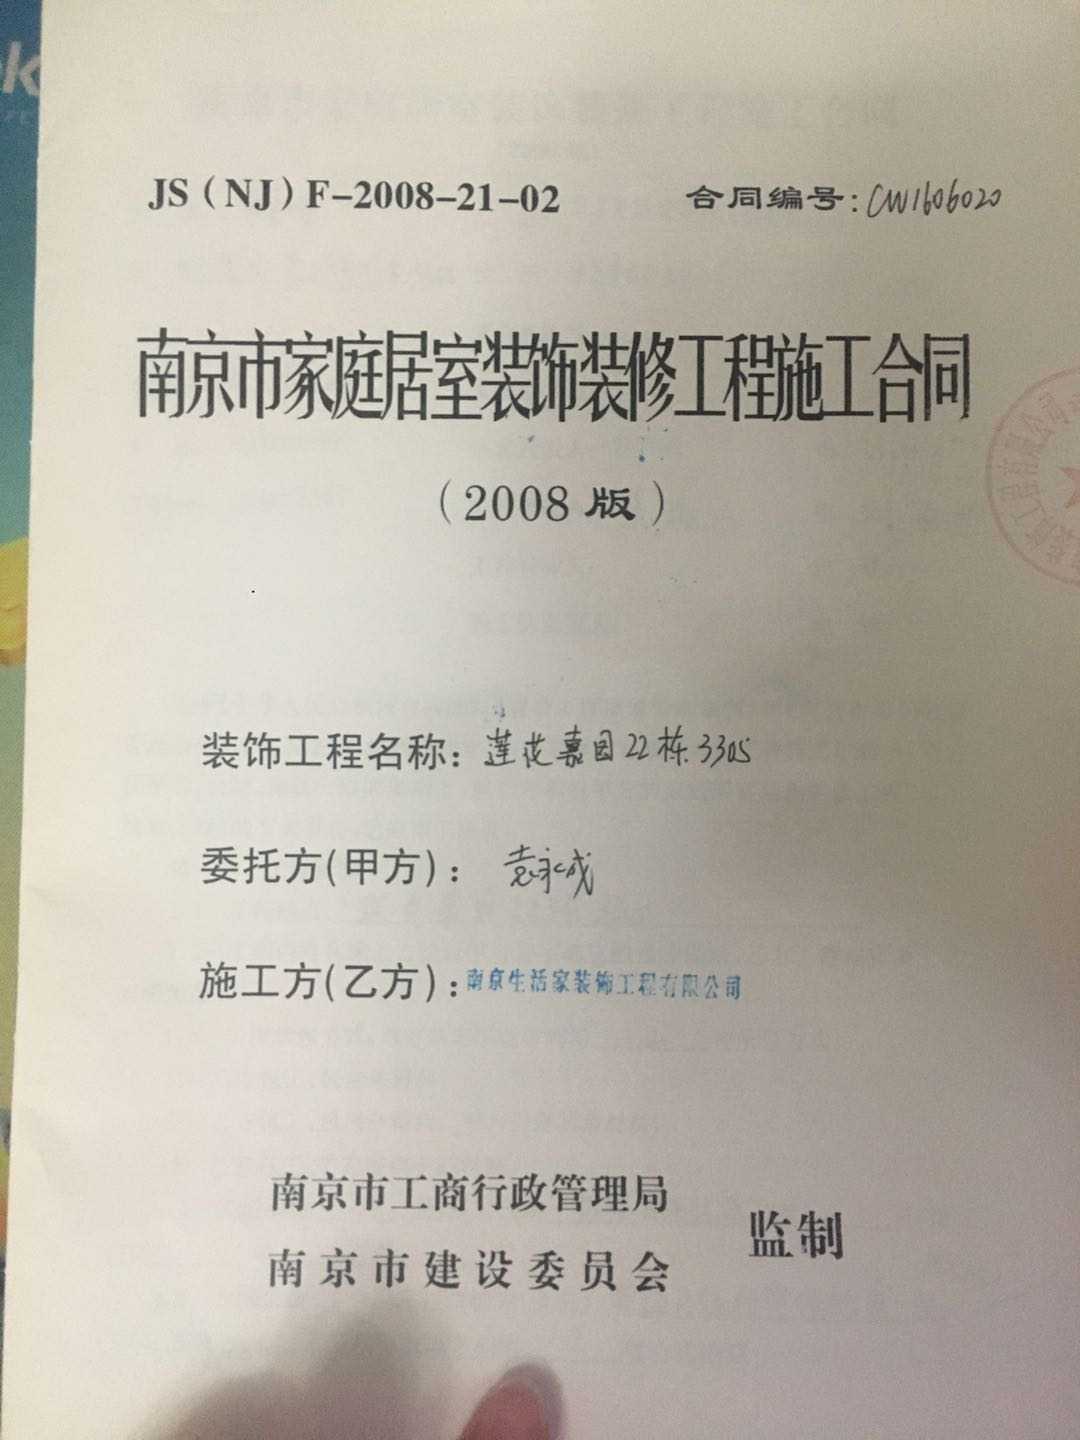 JS（NJ）F-2008-21-02 合同编号：CW1606020
南京市家庭居室装饰装修工程施工合同
（2008 版）
装饰工程名称：莲花嘉园22栋3305
委托方(甲方)：袁永成
施工方(乙方)：南京生活家装饰工程有限公司
南京市工商行政管理局
南京市建设委员会
监制